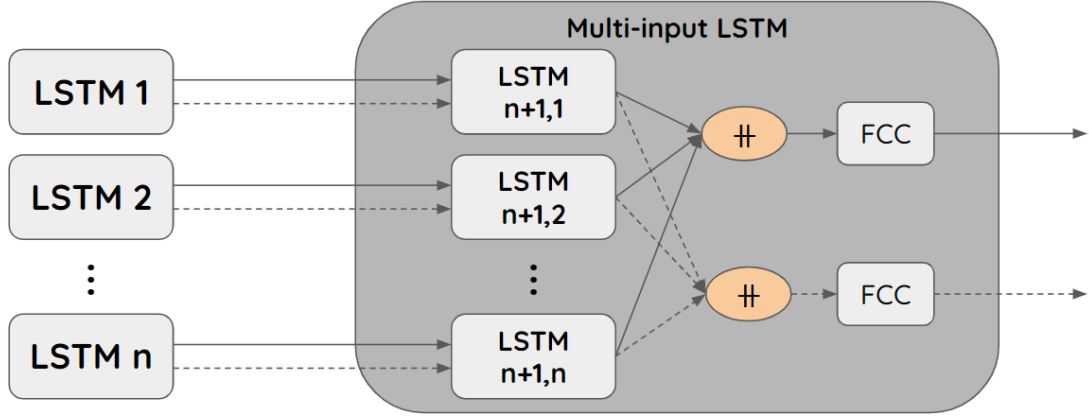 Multi-input LSTM
LSTM 1
LSTM
n+1,1
⧺
FCC
LSTM 2
LSTM
n+1,2
⋮
⋮
⧺
FCC
LSTM n
LSTM
n+1,n